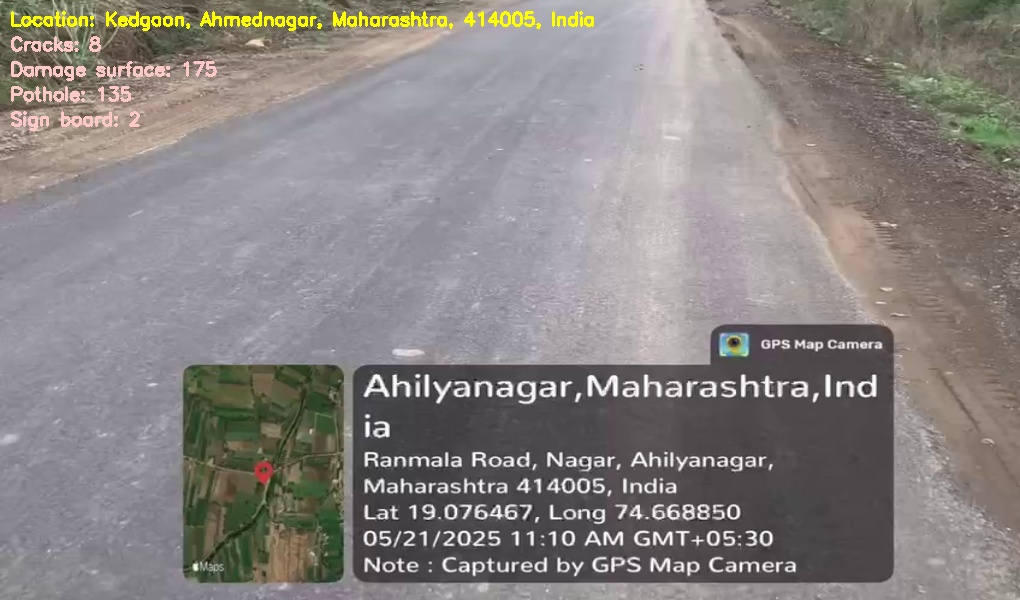 Location: Kedgaon, Ahmednagar, Maharashtra, 414005, India
Cracks: 8
Damage surface: 175
Pothole: 135
Sign board: 2
GPS Map Camera
Ahilyanagar,Maharashtra,Ind
ia
Ranmala Road, Nagar, Ahilyanagar,
Maharashtra 414005, India
Lat 19.076467, Long 74.668850
05/21/2025 11:10 AM GMT+05:30
Note : Captured by GPS Map Camera
Maps